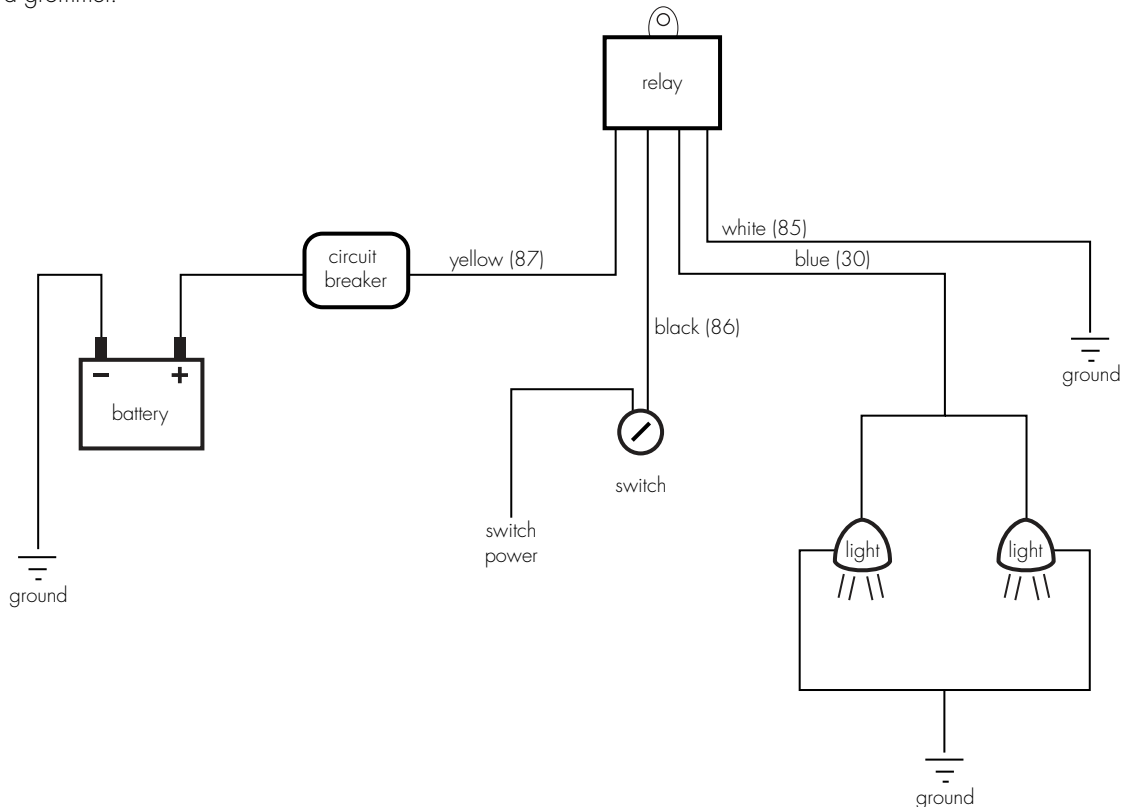 a grommet.
relay
white (85)
circuit
breaker
yellow (87)
blue (30)
black (86)
− +
battery
ground
switch
switch
power
light
light
ground
ground